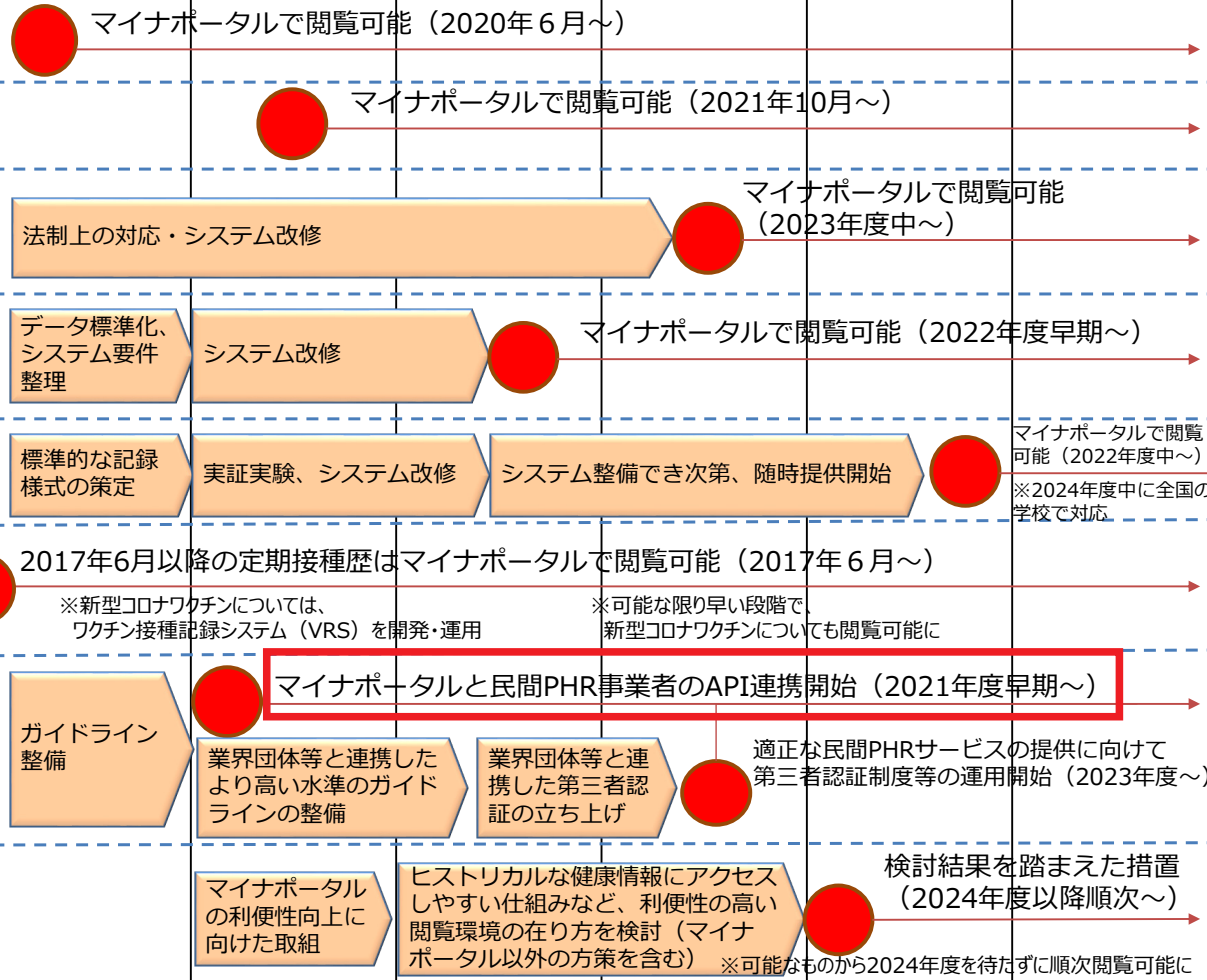 マイナポータルで閲覧可能（2020年６月～）
マイナポータルで閲覧可能（2021年10月～）
法制上の対応・システム改修
マイナポータルで閲覧可能
（2023年度中～）
データ標準化、
システム要件
整理
システム改修
マイナポータルで閲覧可能（2022年度早期～）
標準的な記録
様式の策定
実証実験、システム改修
システム整備でき次第、随時提供開始
マイナポータルで閲覧
可能（2022年度中～）
※2024年度中に全国の
学校で対応
2017年6月以降の定期接種歴はマイナポータルで閲覧可能（2017年６月～）
※新型コロナワクチンについては、
ワクチン接種記録システム（VRS）を開発・運用
※可能な限り早い段階で、
新型コロナワクチンについても閲覧可能に
ガイドライン
整備
マイナポータルと民間PHR事業者のAPI連携開始（2021年度早期～）
業界団体等と連携した
より高い水準のガイド
ラインの整備
業界団体等と連
携した第三者認
証の立ち上げ
適正な民間PHRサービスの提供に向けて
第三者認証制度等の運用開始（2023年度～）
マイナポータル
の利便性向上に
向けた取組
ヒストリカルな健康情報にアクセス
しやすい仕組みなど、利便性の高い
閲覧環境の在り方を検討（マイナ
ポータル以外の方策を含む）
検討結果を踏まえた措置
（2024年度以降順次～）
※可能なものから2024年度を待たずに順次閲覧可能に